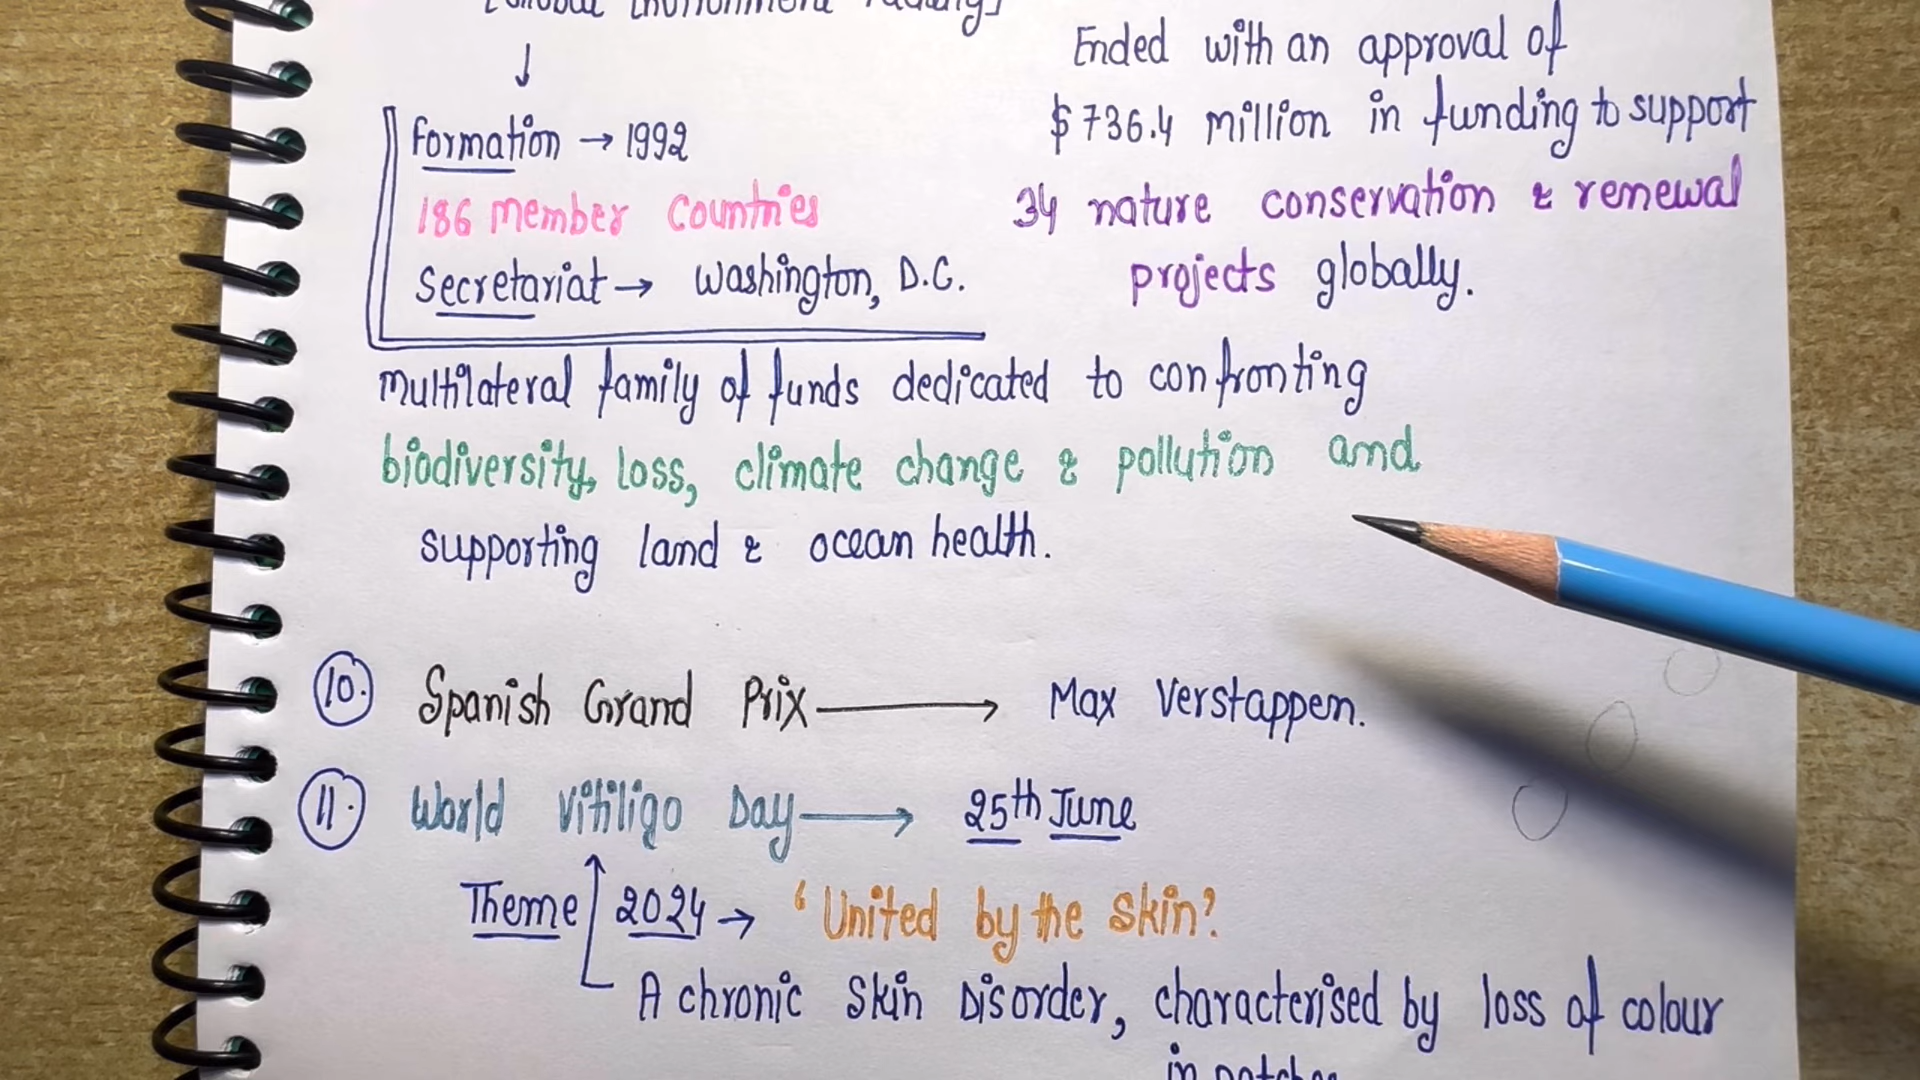 Ended with an approval of
$736.4 million in funding to support
34 nature conservation & renewal
projects globally.
Formation → 1992
186 member countries
Secretariat → Washington, D.C.
Multilateral family of funds dedicated to confronting
biodiversity, loss, climate change & pollution and
supporting land & ocean health.
10. Spanish Grand Prix → Max Verstappen.
11. World Vitiligo Day → 25th June
Theme 2024 → 'United by the Skin'
A chronic Skin Disorder, characterised by loss of colour
in